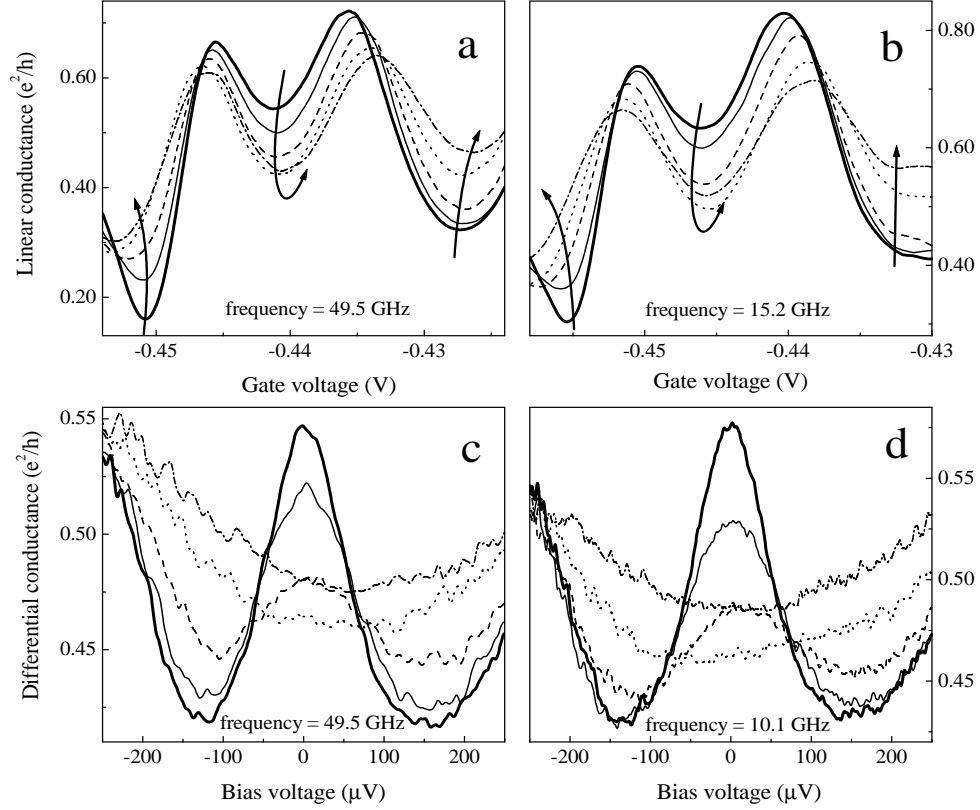 a
b
Linear conductance (e²/h)
0.60
0.40
0.20
0.80
0.60
0.40
frequency = 49.5 GHz
frequency = 15.2 GHz
-0.45 -0.44 -0.43
-0.45 -0.44 -0.43
Gate voltage (V)
Gate voltage (V)
c
d
Differential conductance (e²/h)
0.55
0.50
0.45
0.50
0.45
frequency = 49.5 GHz
frequency = 10.1 GHz
-200 -100 0 100 200
-200 -100 0 100 200
Bias voltage (μV)
Bias voltage (μV)